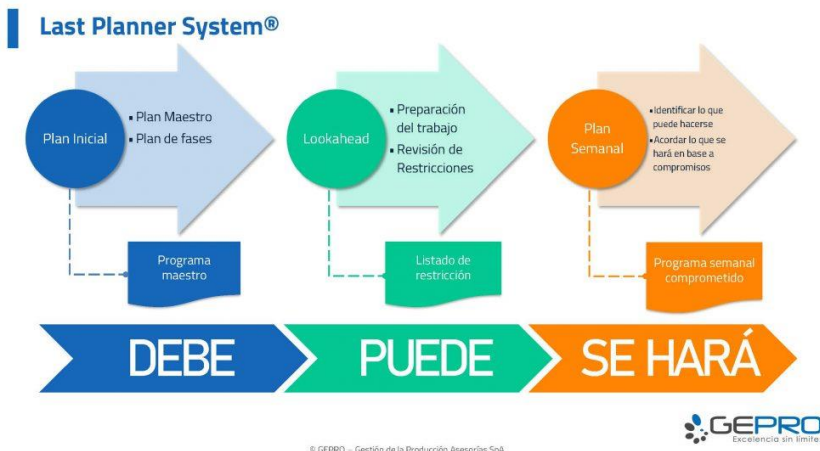 Last Planner System®
Plan Inicial
• Plan Maestro
• Plan de fases
Programa
maestro
Lookahead
• Preparación
del trabajo
• Revisión de
Restricciones
Listado de
restricción
Plan
Semanal
•Identificar lo que
puede hacerse
•Acordar lo que se
hará en base a
compromisos
Programa semanal
comprometido
DEBE
PUEDE
SE HARÁ
GEPRO
Excelencia sin límite
© GEPRO – Gestión de la Producción Asesorías SpA